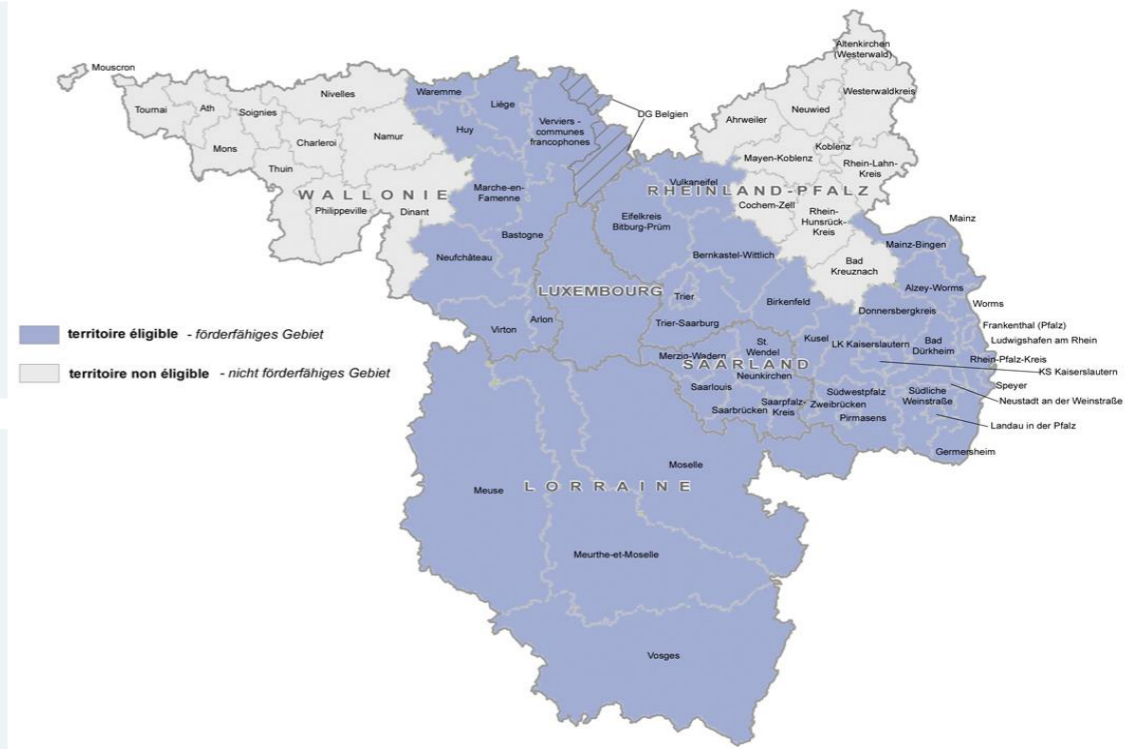 Altenkirchen
(Westerwald)
Mouscron
Westerwaldkreis
Waremme
Nivelles
Liège
Tournai
Ath
Soignies
Neuwied
DG Belgien
Ahrweiler
Verviers -
communes
francophones
Huy
Namur
Charleroi
Mons
Koblenz
Mayen-Koblenz
Rhein-Lahn-
Kreis
Thuin
Vulkaneifel
Marche-en-
Famenne
RHEINLAND-PFALZ
WALLONIE
Cochem-Zell
Philippeville
Dinant
Rhein-
Hunsrück-
Kreis
Eifelkreis
Bitburg-Prüm
Mainz
Bastogne
Mainz-Bingen
Bernkastel-Wittlich
Neufchâteau
Bad
Kreuznach
Alzey-Worms
LUXEMBOURG
Trier
Birkenfeld
Worms
Donnersbergkreis
Arlon
Trier-Saarburg
Virton
Frankenthal (Pfalz)
territoire éligible - förderfähiges Gebiet
Kusel
LK Kaiserslautern
Bad
Dürkheim
Ludwigshafen am Rhein
St.
Wendel
Merzig-Wadern
Rhein-Pfalz-Kreis
SAARLAND
KS Kaiserslautern
territoire non éligible - nicht förderfähiges Gebiet
Neunkirchen
Saarlouis
Speyer
Südwestpfalz
Südliche
Weinstraße
Saarpfalz-
Kreis
Zweibrücken
Neustadt an der Weinstraße
Saarbrücken
Pirmasens
Landau in der Pfalz
Germersheim
Moselle
LORRAINE
Meuse
Meurthe-et-Moselle
Vosges